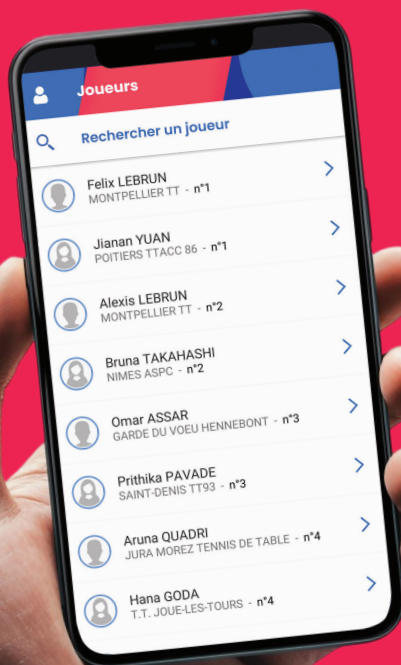 Joueurs
Rechercher un joueur
Felix LEBRUN
MONTPELLIER TT - n°1
Jianan YUAN
POITIERS TTACC 86 - n°1
Alexis LEBRUN
MONTPELLIER TT - n°2
Bruna TAKAHASHI
NIMES ASPC - n°2
Omar ASSAR
GARDE DU VOEU HENNEBONT - n°3
Prithika PAVADE
SAINT-DENIS TT93 - n°3
Aruna QUADRI
JURA MOREZ TENNIS DE TABLE - n°4
Hana GODA
T.T. JOUE-LES-TOURS - n°4